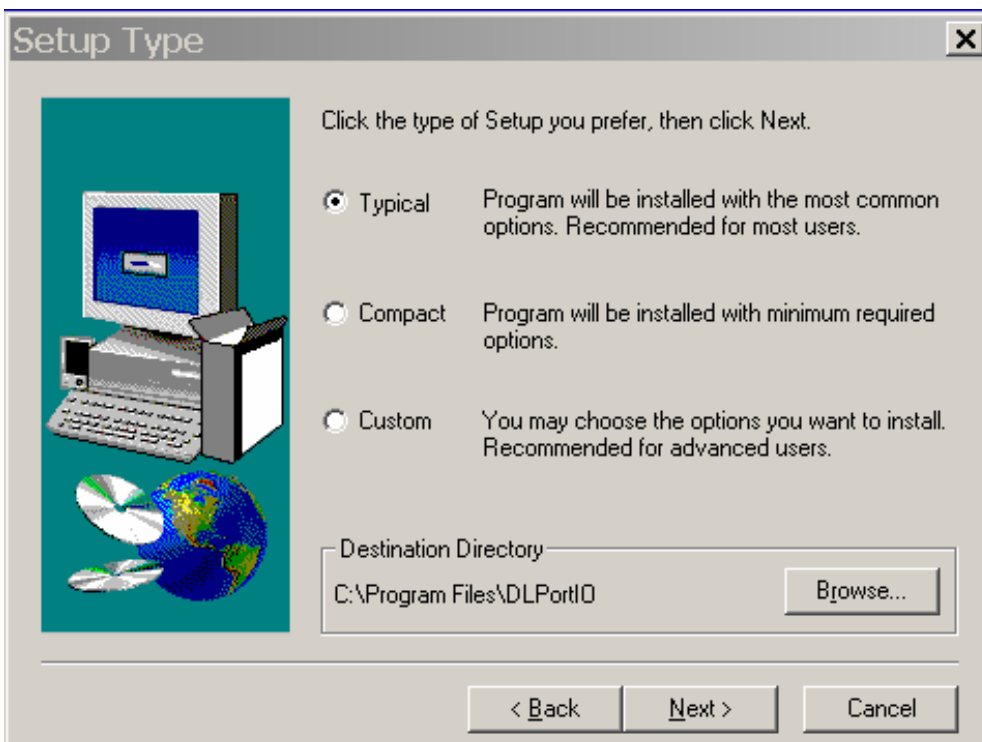 Setup Type
Click the type of Setup you prefer, then click Next.
Typical Program will be installed with the most common
options. Recommended for most users.
Compact Program will be installed with minimum required
options.
Custom You may choose the options you want to install.
Recommended for advanced users.
Destination Directory
C:\Program Files\DLPortIO
Browse...
< Back Next > Cancel